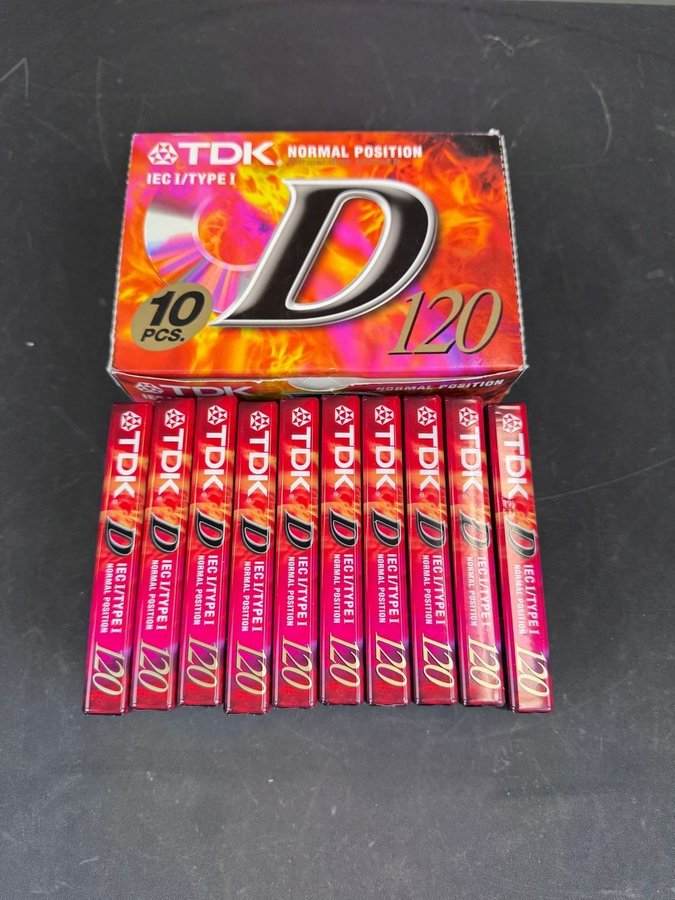 TDK NORMAL POSITION
IEC I/TYPE I
D
10
PCS.
120
TDK NORMAL POSITION
TDK D IEC I/TYPE I NORMAL POSITION 120
TDK D IEC I/TYPE I NORMAL POSITION 120
TDK D IEC I/TYPE I NORMAL POSITION 120
TDK D IEC I/TYPE I NORMAL POSITION 120
TDK D IEC I/TYPE I NORMAL POSITION 120
TDK D IEC I/TYPE I NORMAL POSITION 120
TDK D IEC I/TYPE I NORMAL POSITION 120
TDK D IEC I/TYPE I NORMAL POSITION 120
TDK D IEC I/TYPE I NORMAL POSITION 120
TDK D IEC I/TYPE I NORMAL POSITION 120